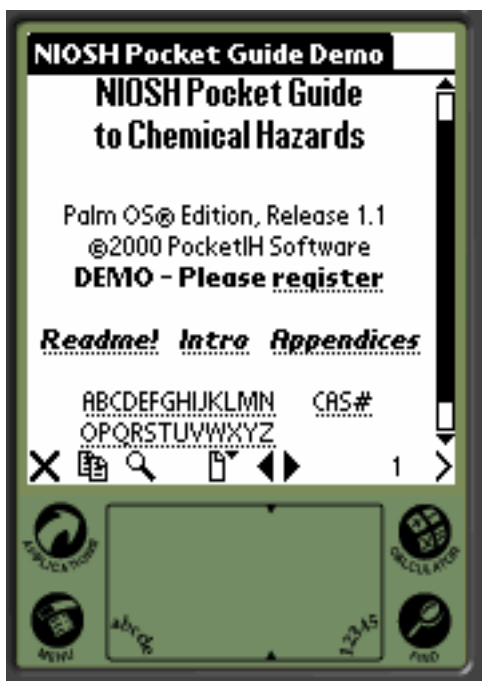 NIOSH Pocket Guide Demo
NIOSH Pocket Guide
to Chemical Hazards
Palm OS® Edition, Release 1.1
©2000 PocketIH Software
DEMO - Please register
Readme! Intro Appendices
ABCDEFGHIJKLMN CAS#
OPQRSTUVWXYZ
1
APPLICATIONS
CALCULATOR
abcde
12345
MENU
FIND